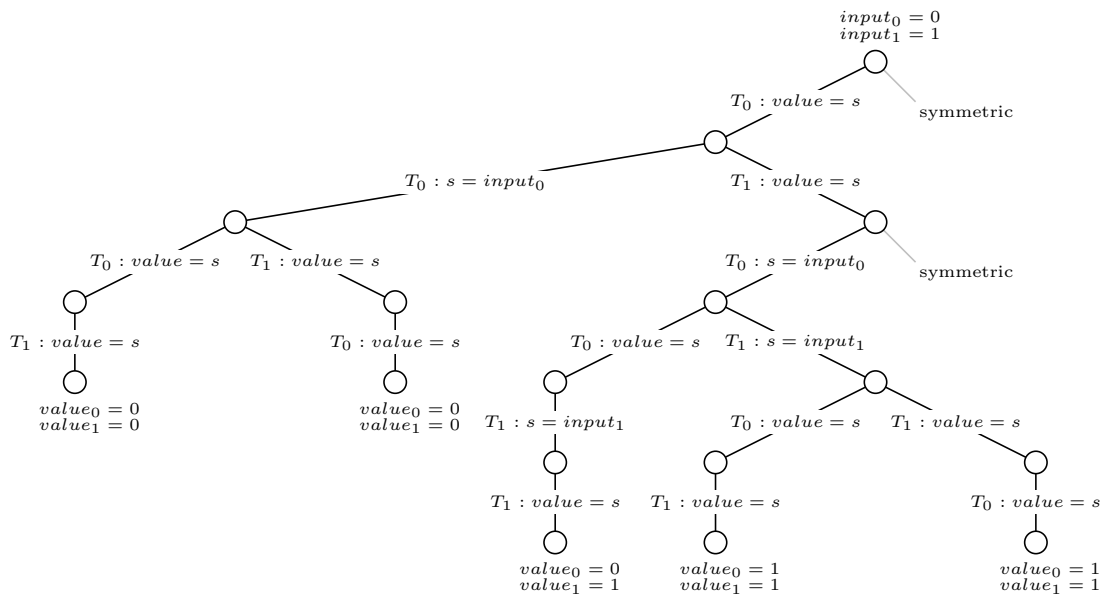 input₀ = 0
input₁ = 1
T₀ : value = s
symmetric
T₀ : s = input₀
T₁ : value = s
T₀ : value = s
T₁ : value = s
T₀ : s = input₀
symmetric
T₁ : value = s
T₀ : value = s
T₀ : value = s
T₁ : s = input₁
value₀ = 0
value₁ = 0
value₀ = 0
value₁ = 0
T₁ : s = input₁
T₀ : value = s
T₁ : value = s
T₁ : value = s
T₁ : value = s
T₀ : value = s
value₀ = 0
value₁ = 1
value₀ = 1
value₁ = 1
value₀ = 1
value₁ = 1